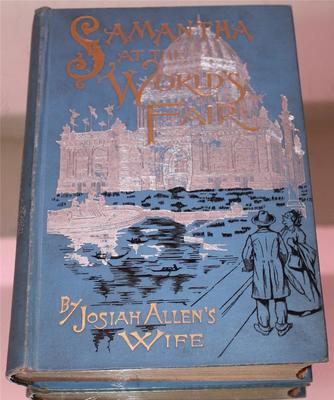 SAMANTHA
AT THE
WORLD'S
FAIR
BY JOSIAH ALLEN'S
WIFE